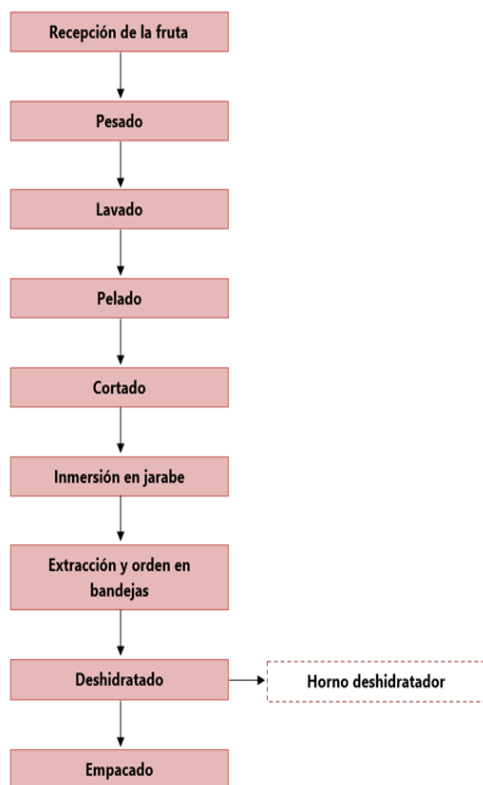 Recepción de la fruta
Pesado
Lavado
Pelado
Cortado
Inmersión en jarabe
Extracción y orden en
bandejas
Deshidratado
Horno deshidratador
Empacado